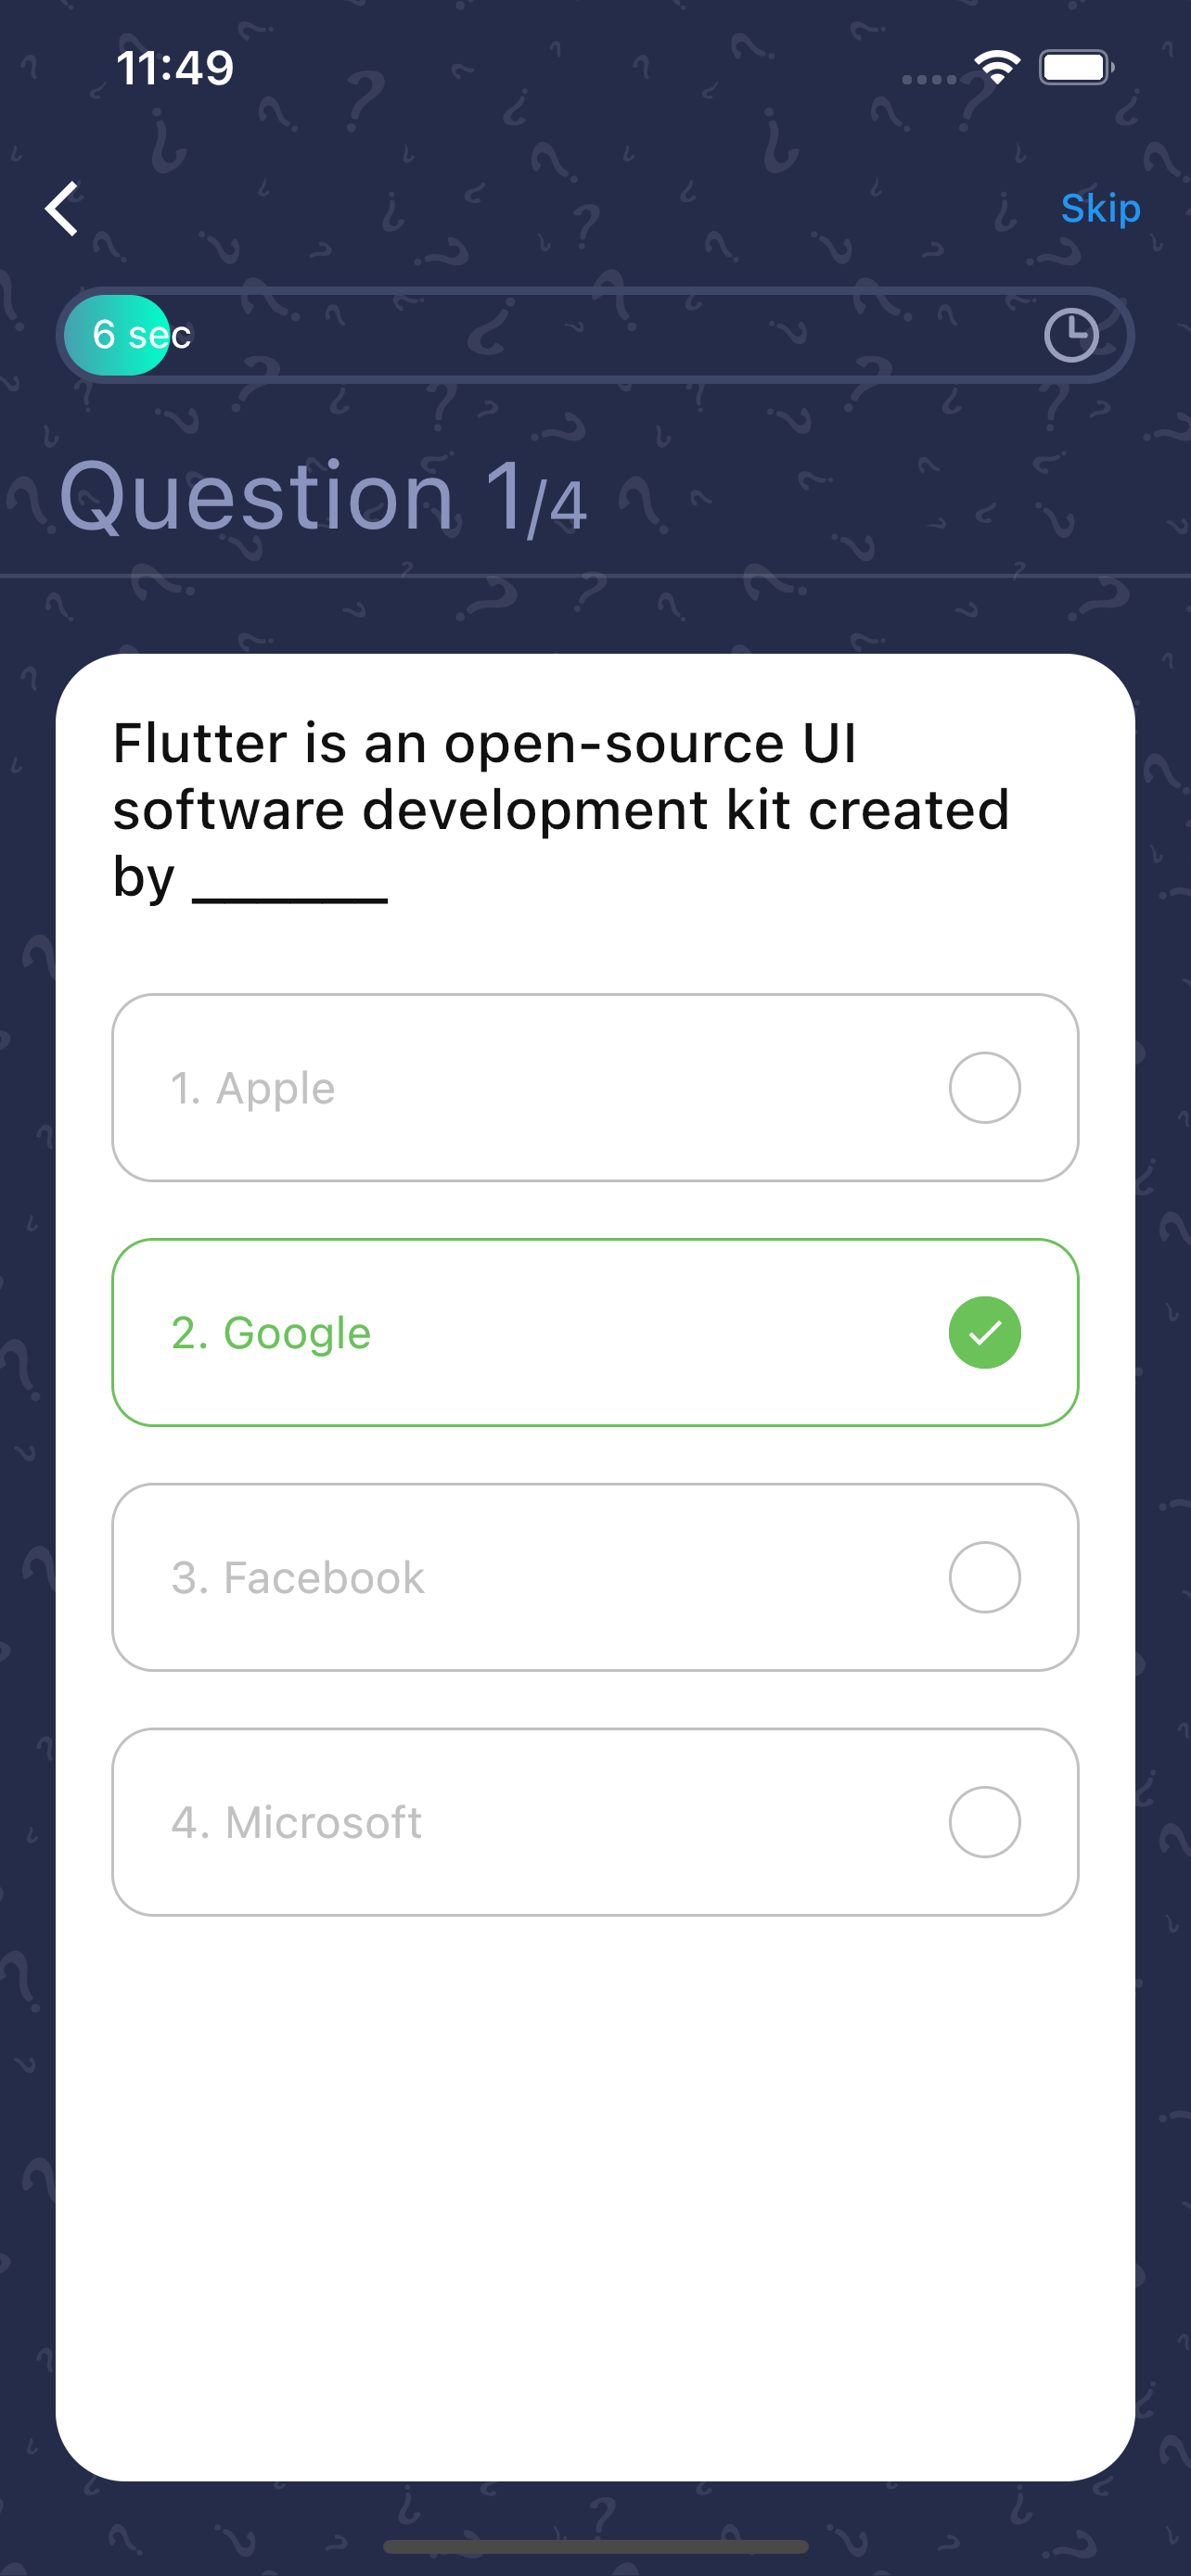 11:49
Skip
6 sec
Question 1/4
Flutter is an open-source UI
software development kit created
by ______
1. Apple
2. Google
3. Facebook
4. Microsoft